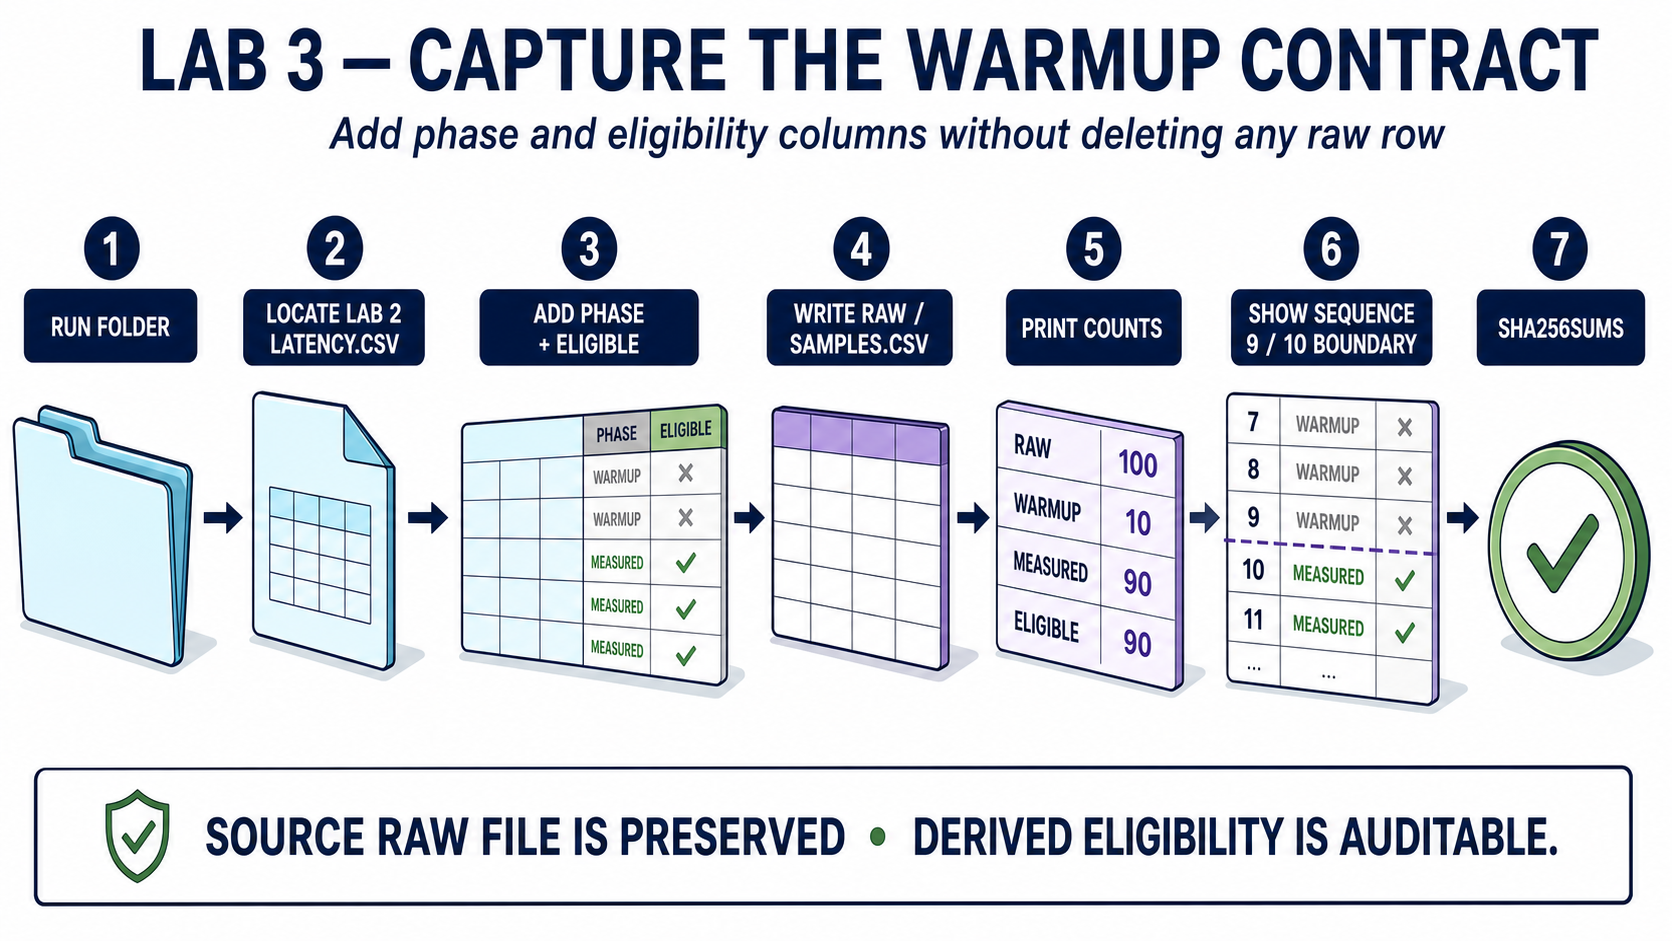 LAB 3 — CAPTURE THE WARMUP CONTRACT
Add phase and eligibility columns without deleting any raw row
1
RUN FOLDER
2
LOCATE LAB 2
LATENCY.CSV
3
ADD PHASE
+ ELIGIBLE
4
WRITE RAW /
SAMPLES.CSV
5
PRINT COUNTS
6
SHOW SEQUENCE
9 / 10 BOUNDARY
7
SHA256SUMS
PHASE ELIGIBLE
WARMUP
WARMUP
MEASURED
MEASURED
MEASURED
RAW 100
WARMUP 10
MEASURED 90
ELIGIBLE 90
7 WARMUP
8 WARMUP
9 WARMUP
10 MEASURED
11 MEASURED
... ...
SOURCE RAW FILE IS PRESERVED • DERIVED ELIGIBILITY IS AUDITABLE.